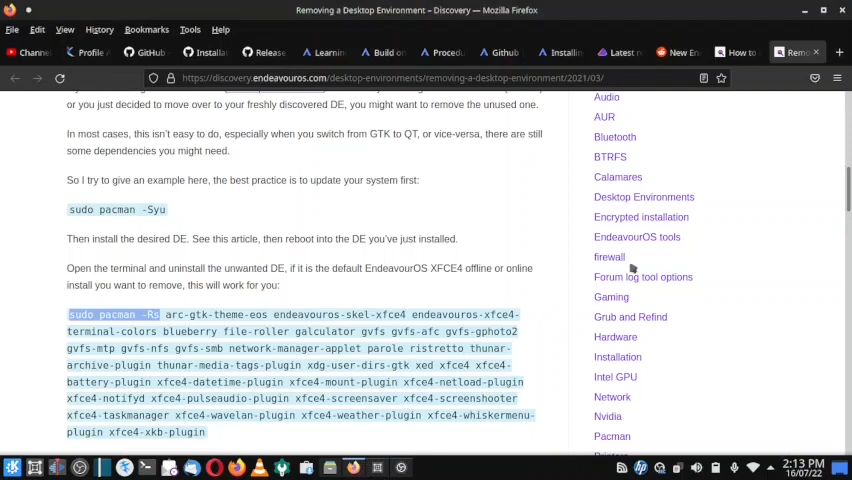 Removing a Desktop Environment – Discovery — Mozilla Firefox
File Edit View History Bookmarks Tools Help
Channe Profile GitHub Installat Release Learning Build on Procedu Github Installin Latest r New En How to Remo
https://discovery.endeavouros.com/desktop-environments/removing-a-desktop-environment/2021/03/
or you just decided to move over to your freshly discovered DE, you might want to remove the unused one.
In most cases, this isn't easy to do, especially when you switch from GTK to QT, or vice-versa, there are still
some dependencies you might need.
So I try to give an example here, the best practice is to update your system first:
sudo pacman -Syu
Then install the desired DE. See this article, then reboot into the DE you've just installed.
Open the terminal and uninstall the unwanted DE, if it is the default EndeavourOS XFCE4 offline or online
install you want to remove, this will work for you:
sudo pacman -Rs arc-gtk-theme-eos endeavouros-skel-xfce4 endeavouros-xfce4-
terminal-colors blueberry file-roller galculator gvfs gvfs-afc gvfs-gphoto2
gvfs-mtp gvfs-nfs gvfs-smb network-manager-applet parole ristretto thunar-
archive-plugin thunar-media-tags-plugin xdg-user-dirs-gtk xed xfce4 xfce4-
battery-plugin xfce4-datetime-plugin xfce4-mount-plugin xfce4-netload-plugin
xfce4-notifyd xfce4-pulseaudio-plugin xfce4-screensaver xfce4-screenshooter
xfce4-taskmanager xfce4-wavelan-plugin xfce4-weather-plugin xfce4-whiskermenu-
plugin xfce4-xkb-plugin
Audio
AUR
Bluetooth
BTRFS
Calamares
Desktop Environments
Encrypted installation
EndeavourOS tools
firewall
Forum log tool options
Gaming
Grub and Refind
Hardware
Installation
Intel GPU
Network
Nvidia
Pacman
2:13 PM
16/07/22